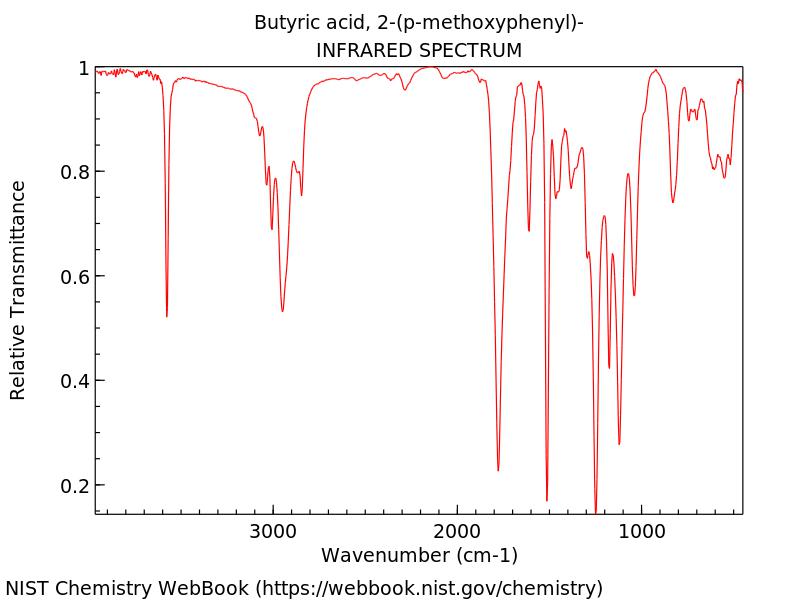 Butyric acid, 2-(p-methoxyphenyl)-
INFRARED SPECTRUM
1
0.8
0.6
0.4
0.2
Relative Transmittance
3000 2000 1000
Wavenumber (cm-1)
NIST Chemistry WebBook (https://webbook.nist.gov/chemistry)